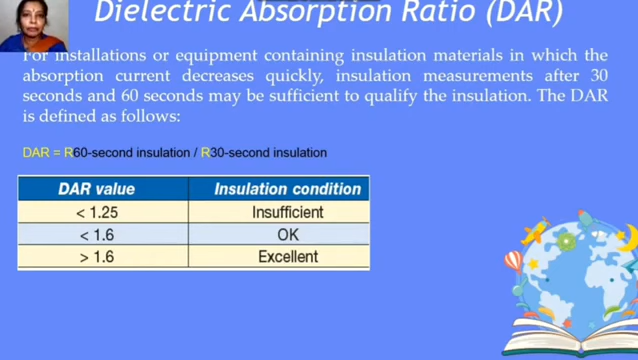 Dielectric Absorption Ratio (DAR)
For installations or equipment containing insulation materials in which the
absorption current decreases quickly, insulation measurements after 30
seconds and 60 seconds may be sufficient to qualify the insulation. The DAR
is defined as follows:
DAR = R60-second insulation / R30-second insulation
DAR value Insulation condition
< 1.25 Insufficient
< 1.6 OK
> 1.6 Excellent